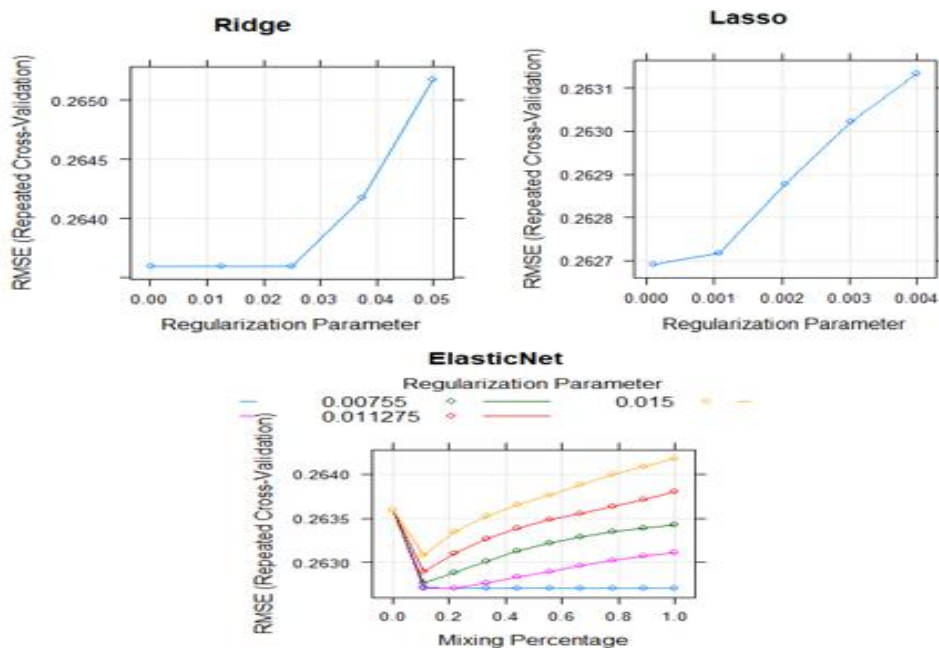 Ridge
RMSE (Repeated Cross-Validation)
0.2650
0.2645
0.2640
0.00 0.01 0.02 0.03 0.04 0.05
Regularization Parameter
Lasso
RMSE (Repeated Cross-Validation)
0.2631
0.2630
0.2629
0.2628
0.2627
0.000 0.001 0.002 0.003 0.004
Regularization Parameter
ElasticNet
Regularization Parameter
0.00755 0.015
0.011275
RMSE (Repeated Cross-Validation)
0.2640
0.2635
0.2630
0.0 0.2 0.4 0.6 0.8 1.0
Mixing Percentage